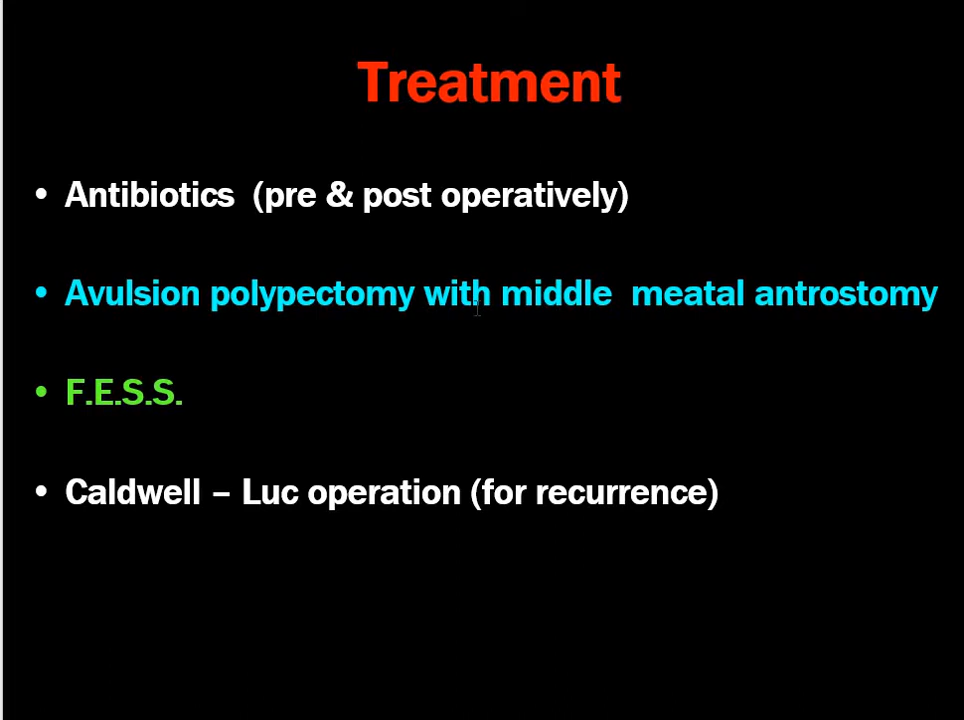 Treatment
• Antibiotics (pre & post operatively)
• Avulsion polypectomy with middle meatal antrostomy
• F.E.S.S.
• Caldwell – Luc operation (for recurrence)